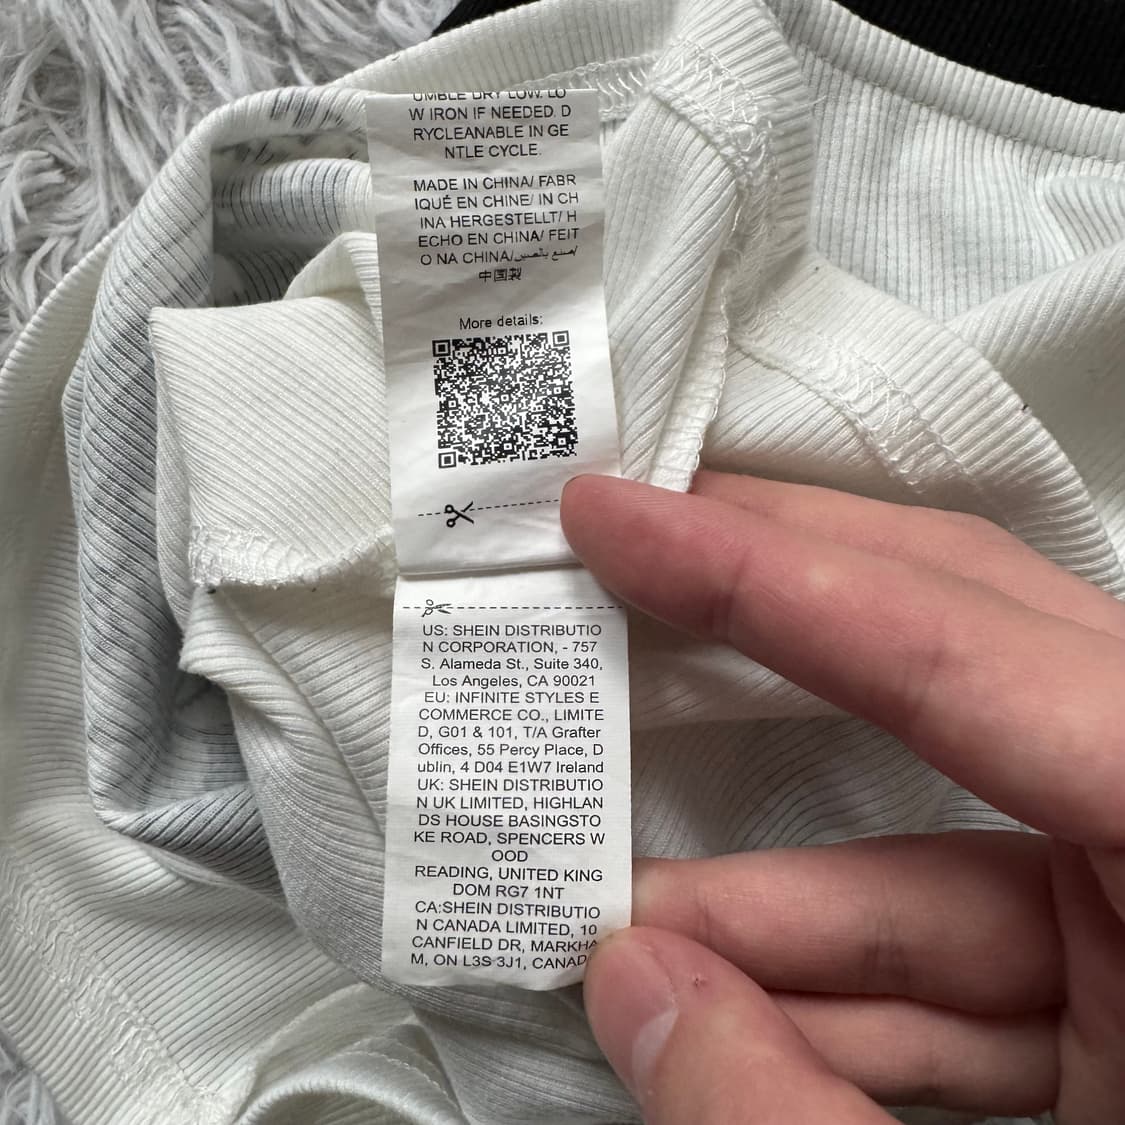 UMBLE DRY LOW. LO
W IRON IF NEEDED. D
RYCLEANABLE IN GE
NTLE CYCLE.
MADE IN CHINA/ FABR
IQUÉ EN CHINE/ IN CH
INA HERGESTELLT/ H
ECHO EN CHINA/ FEIT
O NA CHINA/صنع بالصين/
中国製
More details:
US: SHEIN DISTRIBUTIO
N CORPORATION, - 757
S. Alameda St., Suite 340,
Los Angeles, CA 90021
EU: INFINITE STYLES E
COMMERCE CO., LIMITE
D, G01 & 101, T/A Grafter
Offices, 55 Percy Place, D
ublin, 4 D04 E1W7 Ireland
UK: SHEIN DISTRIBUTIO
N UK LIMITED, HIGHLAN
DS HOUSE BASINGSTO
KE ROAD, SPENCERS W
OOD
READING, UNITED KING
DOM RG7 1NT
CA:SHEIN DISTRIBUTIO
N CANADA LIMITED, 10
CANFIELD DR, MARKHA
M, ON L3S 3J1, CANAD